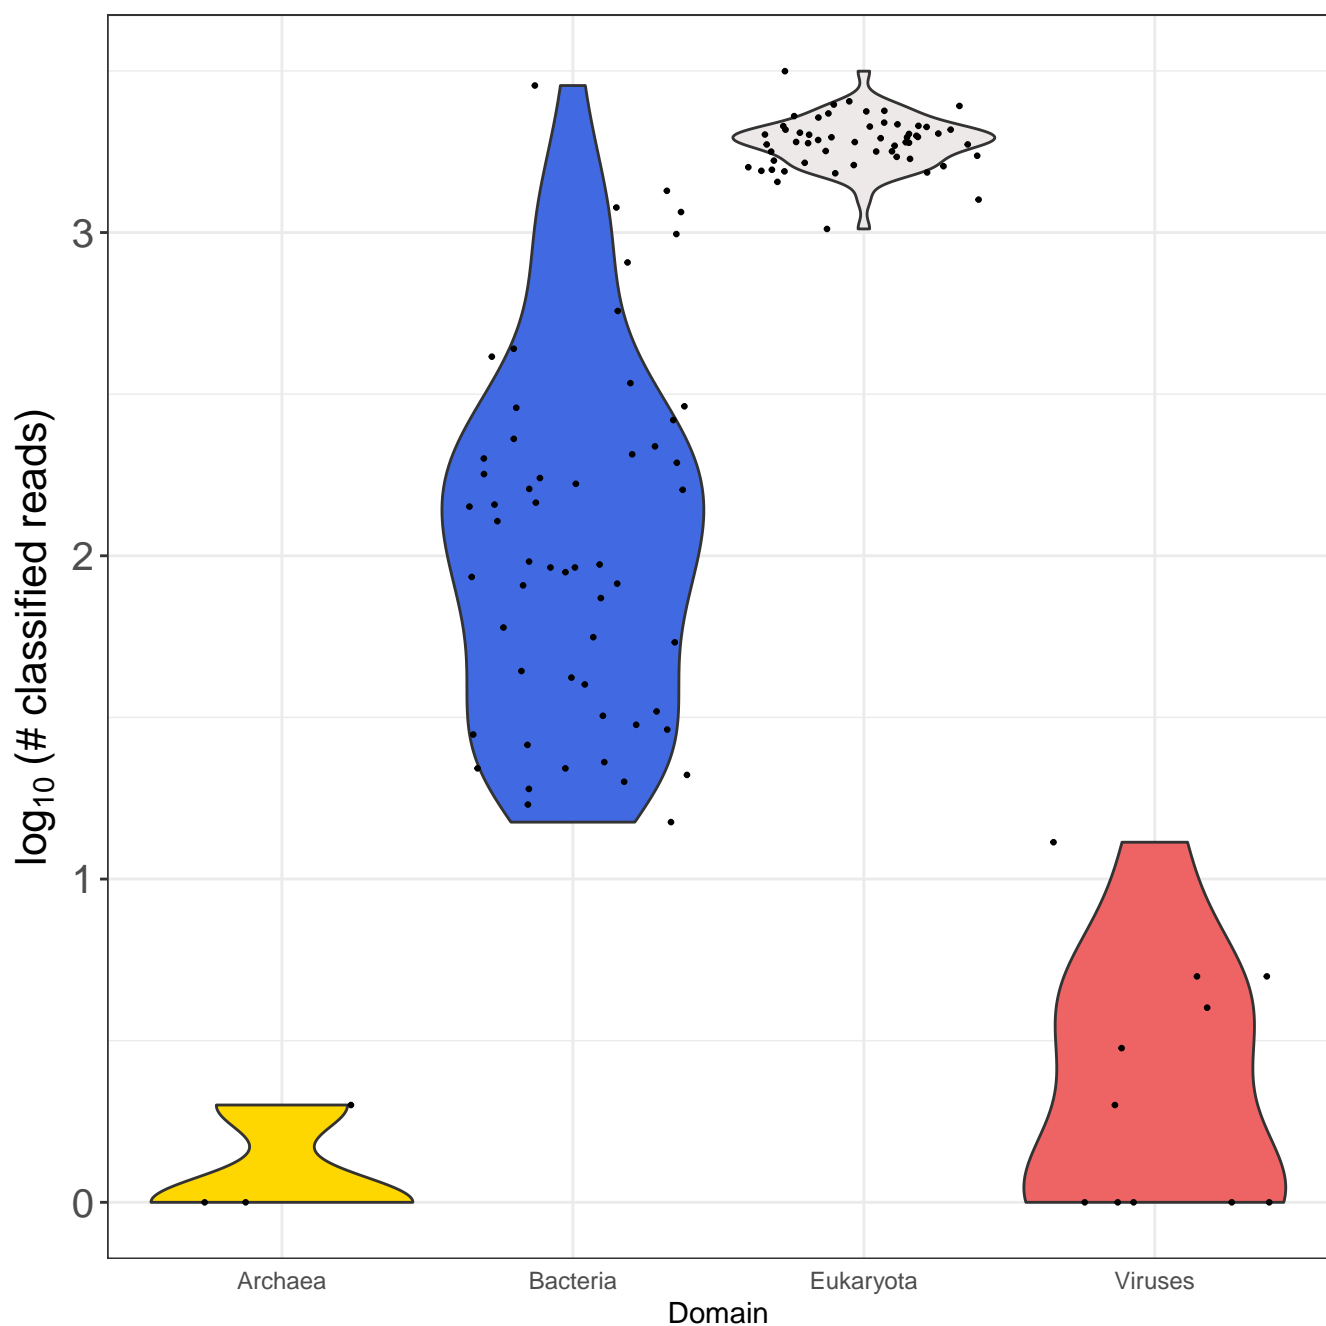 log₁₀ (# classified reads)
3
2
1
0
Archaea Bacteria Eukaryota Viruses
Domain